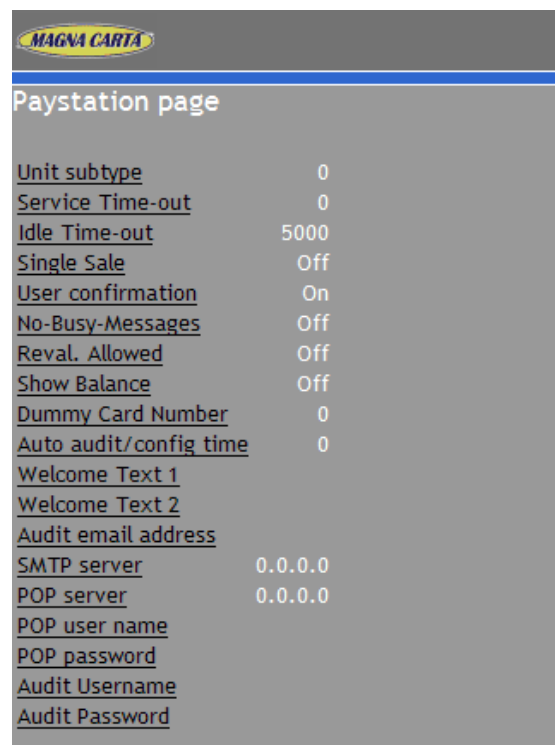 MAGNA CARTA
Paystation page
Unit subtype 0
Service Time-out 0
Idle Time-out 5000
Single Sale Off
User confirmation On
No-Busy-Messages Off
Reval. Allowed Off
Show Balance Off
Dummy Card Number 0
Auto audit/config time 0
Welcome Text 1
Welcome Text 2
Audit email address
SMTP server 0.0.0.0
POP server 0.0.0.0
POP user name
POP password
Audit Username
Audit Password